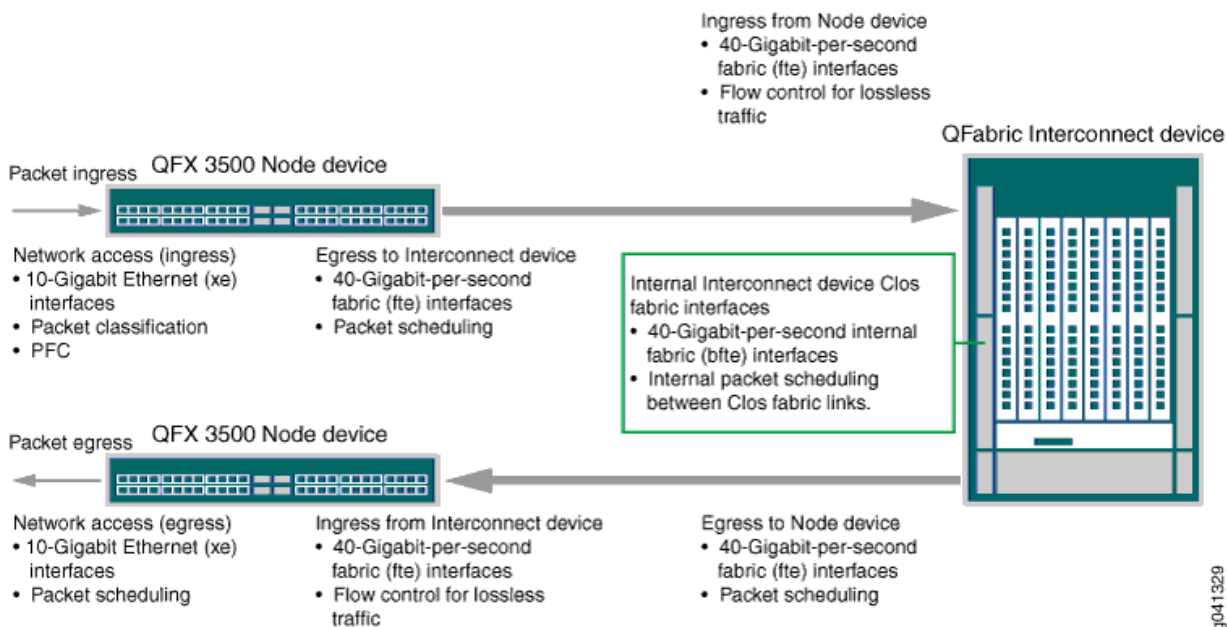 Ingress from Node device
• 40-Gigabit-per-second
fabric (fte) interfaces
• Flow control for lossless
traffic
QFabric Interconnect device
Packet ingress
QFX 3500 Node device
Network access (ingress)
• 10-Gigabit Ethernet (xe)
interfaces
• Packet classification
• PFC
Egress to Interconnect device
• 40-Gigabit-per-second
fabric (fte) interfaces
• Packet scheduling
Internal Interconnect device Clos
fabric interfaces
• 40-Gigabit-per-second internal
fabric (bfte) interfaces
• Internal packet scheduling
between Clos fabric links.
Packet egress
QFX 3500 Node device
Network access (egress)
• 10-Gigabit Ethernet (xe)
interfaces
• Packet scheduling
Ingress from Interconnect device
• 40-Gigabit-per-second
fabric (fte) interfaces
• Flow control for lossless
traffic
Egress to Node device
• 40-Gigabit-per-second
fabric (fte) interfaces
• Packet scheduling
g041329